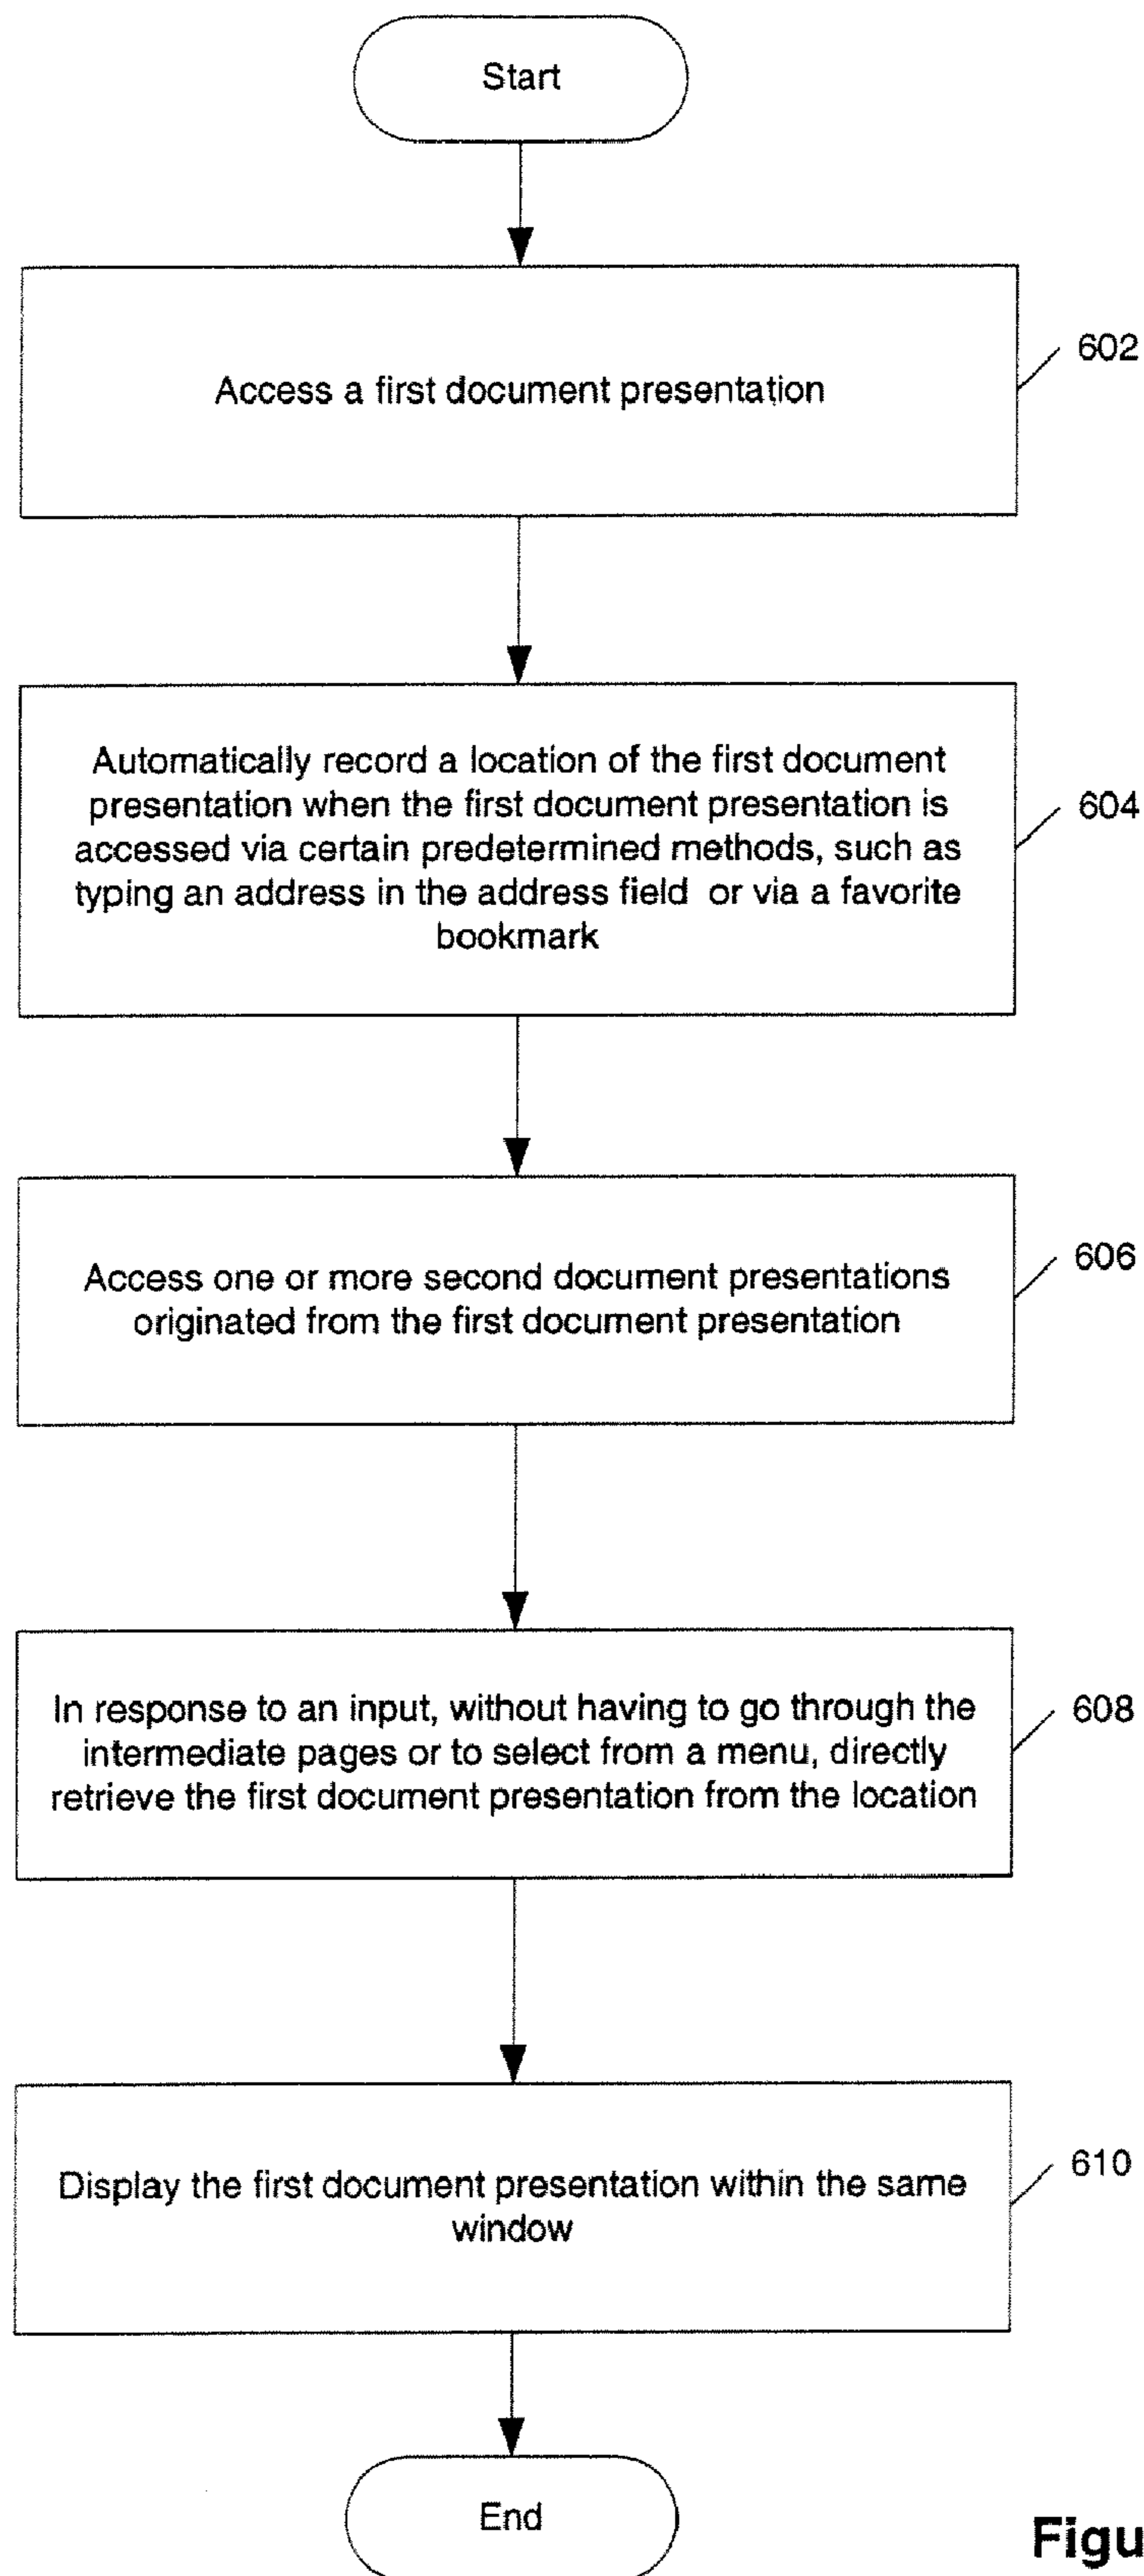 Start
Access a first document presentation
602
Automatically record a location of the first document
presentation when the first document presentation is
accessed via certain predetermined methods, such as
typing an address in the address field or via a favorite
bookmark
604
Access one or more second document presentations
originated from the first document presentation
606
In response to an input, without having to go through the
intermediate pages or to select from a menu, directly
retrieve the first document presentation from the location
608
Display the first document presentation within the same
window
610
End
Figu